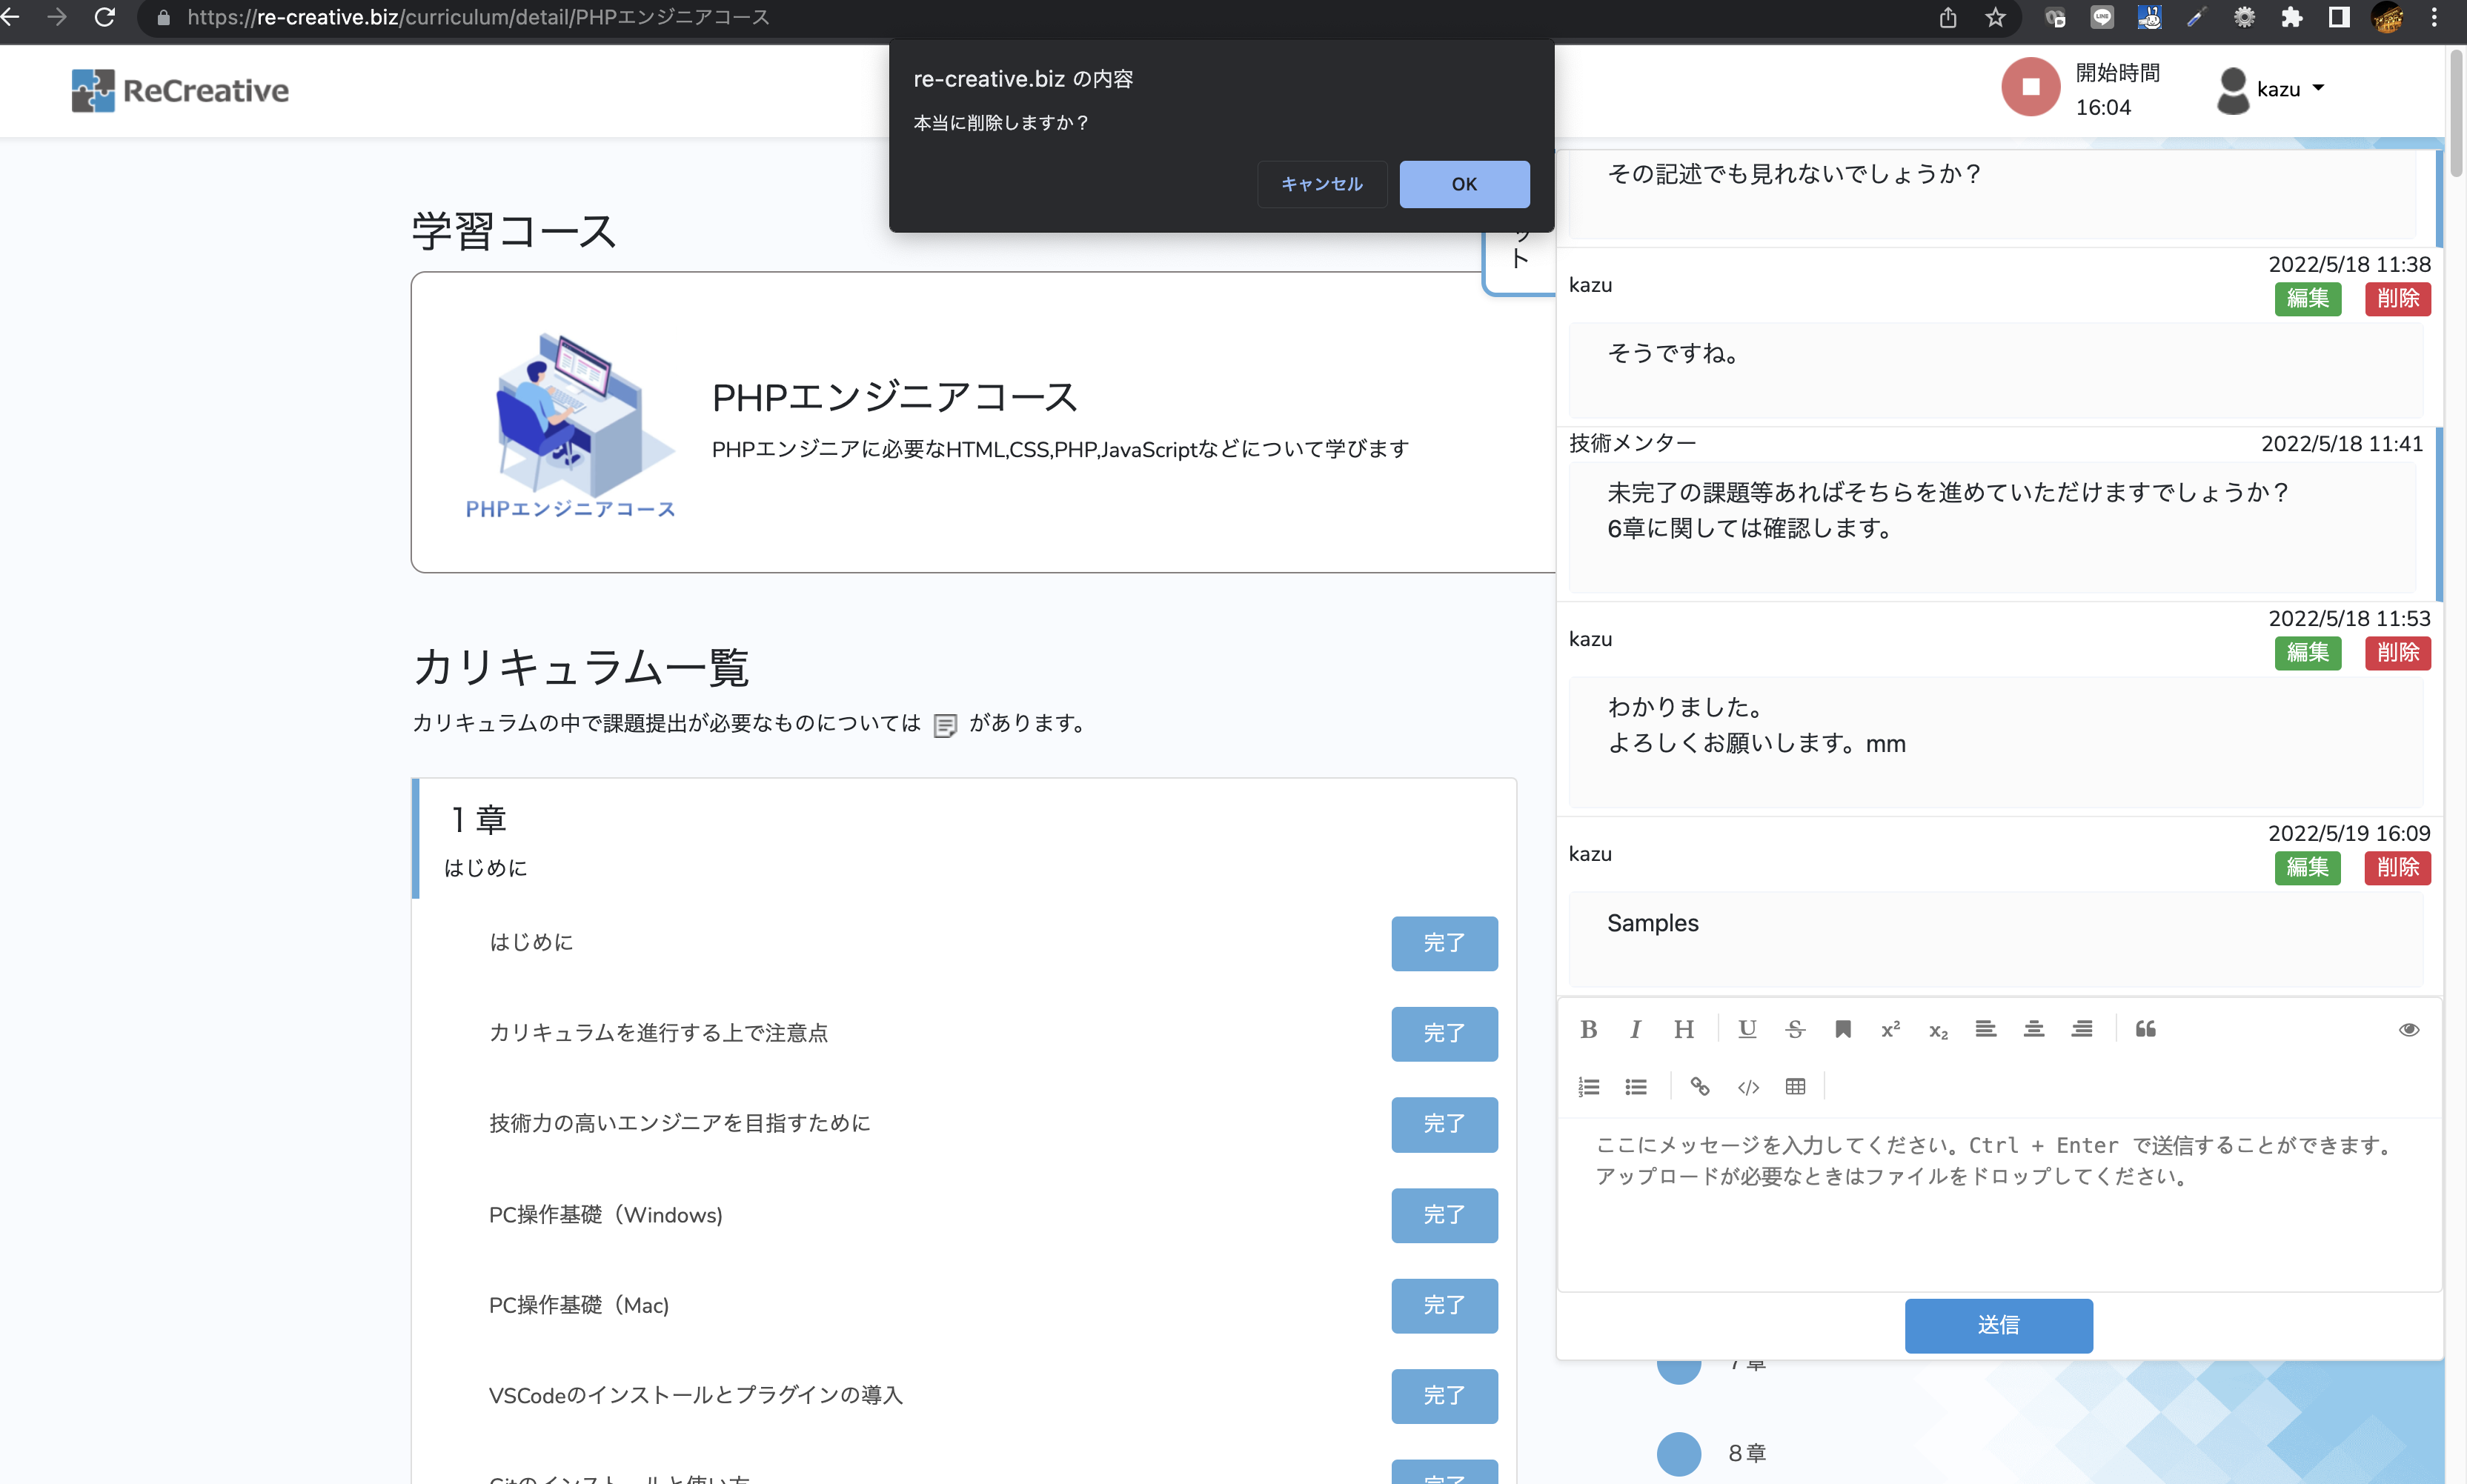 https://re-creative.biz/curriculum/detail/PHPエンジニアコース
re-creative.biz の内容
本当に削除しますか？
キャンセル
OK
ReCreative
開始時間
16:04
kazu
学習コース
PHPエンジニアコース
PHPエンジニアコース
PHPエンジニアに必要なHTML,CSS,PHP,JavaScriptなどについて学びます
カリキュラム一覧
カリキュラムの中で課題提出が必要なものについては があります。
1 章
はじめに
はじめに
完了
カリキュラムを進行する上で注意点
完了
技術力の高いエンジニアを目指すために
完了
PC操作基礎（Windows)
完了
PC操作基礎（Mac)
完了
VSCodeのインストールとプラグインの導入
完了
Gitのインストールと使い方
完了
ット
その記述でも見れないでしょうか？
2022/5/18 11:38
kazu
編集
削除
そうですね。
技術メンター
2022/5/18 11:41
未完了の課題等あればそちらを進めていただけますでしょうか？
6章に関しては確認します。
2022/5/18 11:53
kazu
編集
削除
わかりました。
よろしくお願いします。mm
2022/5/19 16:09
kazu
編集
削除
Samples
ここにメッセージを入力してください。Ctrl + Enter で送信することができます。
アップロードが必要なときはファイルをドロップしてください。
送信
7 章
8 章